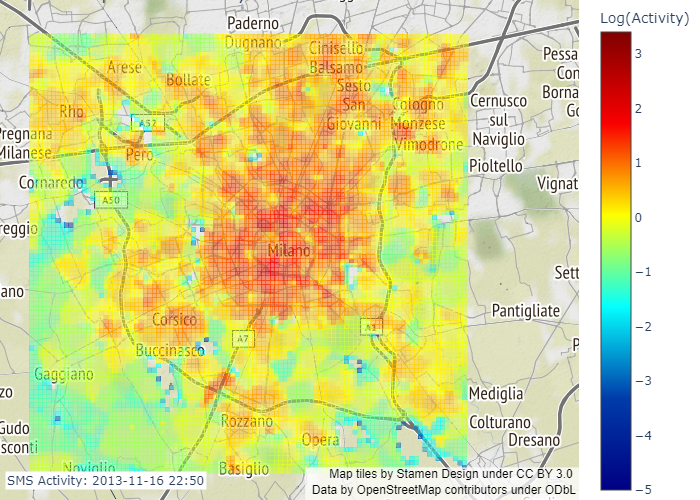 Log(Activity)
3
2
1
0
−1
−2
−3
−4
−5
Paderno
Dugnano
Cinisello
Balsamo
Arese
Bollate
Sesto
San
Giovanni
Cologno
Monzese
Vimodrone
Cernusco
sul
Naviglio
Pessa
Con
Borna
Go
Rho
A52
Pero
Pregnana
Milanese
Cornaredo
A50
Pioltello
Vignat
reggio
Milano
Sett
ano
Pantigliate
Corsico
A7
A3
Buccinasco
P
Gaggiano
zo
Mediglia
Rozzano
Colturano
Gudo
sconti
Opera
Dresano
Noviglio
Basiglio
SMS Activity: 2013-11-16 22:50
Map tiles by Stamen Design under CC BY 3.0
Data by OpenStreetMap contributors under ODbL